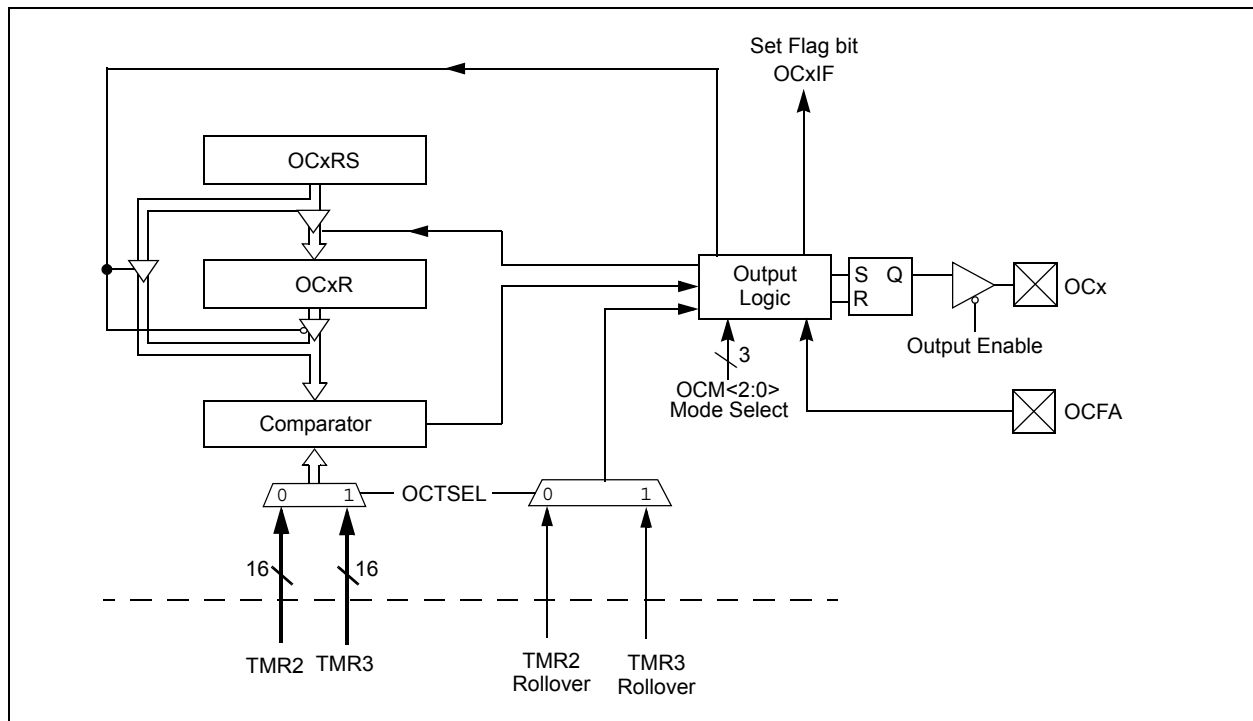 Set Flag bit
OCxIF
OCxRS
OCxR
Output
Logic
S Q
R
OCx
Output Enable
3
OCM<2:0>
Mode Select
OCFA
Comparator
0 1
OCTSEL
0 1
16
16
TMR2
TMR3
TMR2
Rollover
TMR3
Rollover